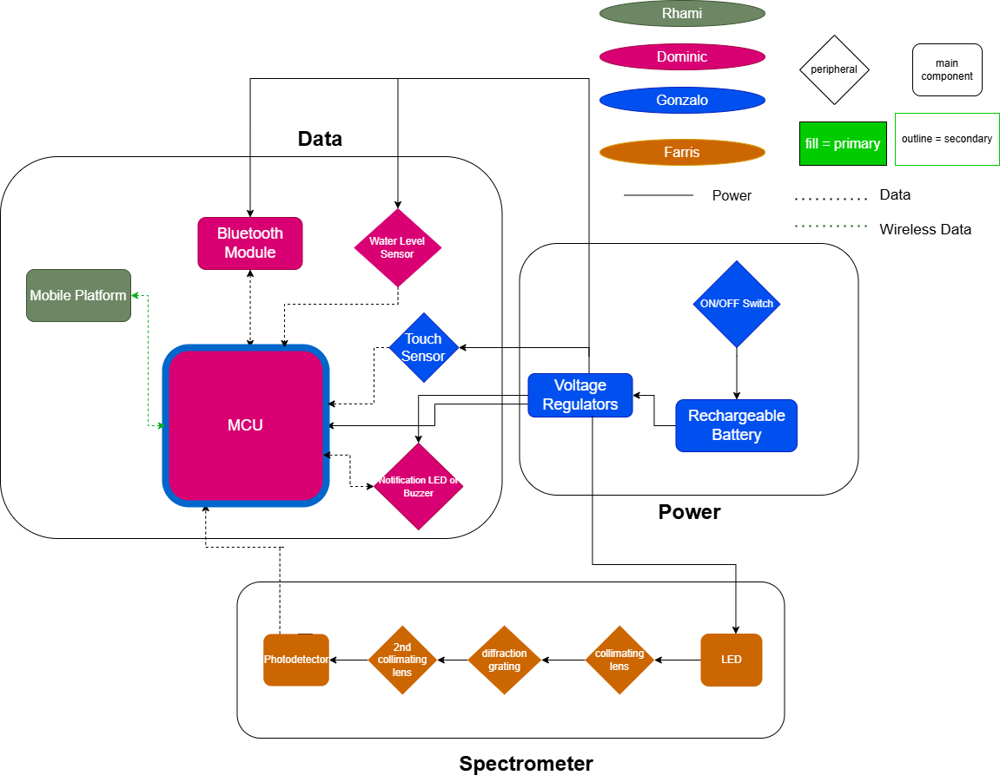 Rhami
Dominic
Gonzalo
Farris
peripheral
main
component
fill = primary
outline = secondary
Power
Data
Wireless Data
Data
Bluetooth
Module
Water Level
Sensor
Mobile Platform
Touch
Sensor
MCU
Notification LED or
Buzzer
ON/OFF Switch
Voltage
Regulators
Rechargeable
Battery
Power
Photodetector
2nd
collimating
lens
diffraction
grating
collimating
lens
LED
Spectrometer